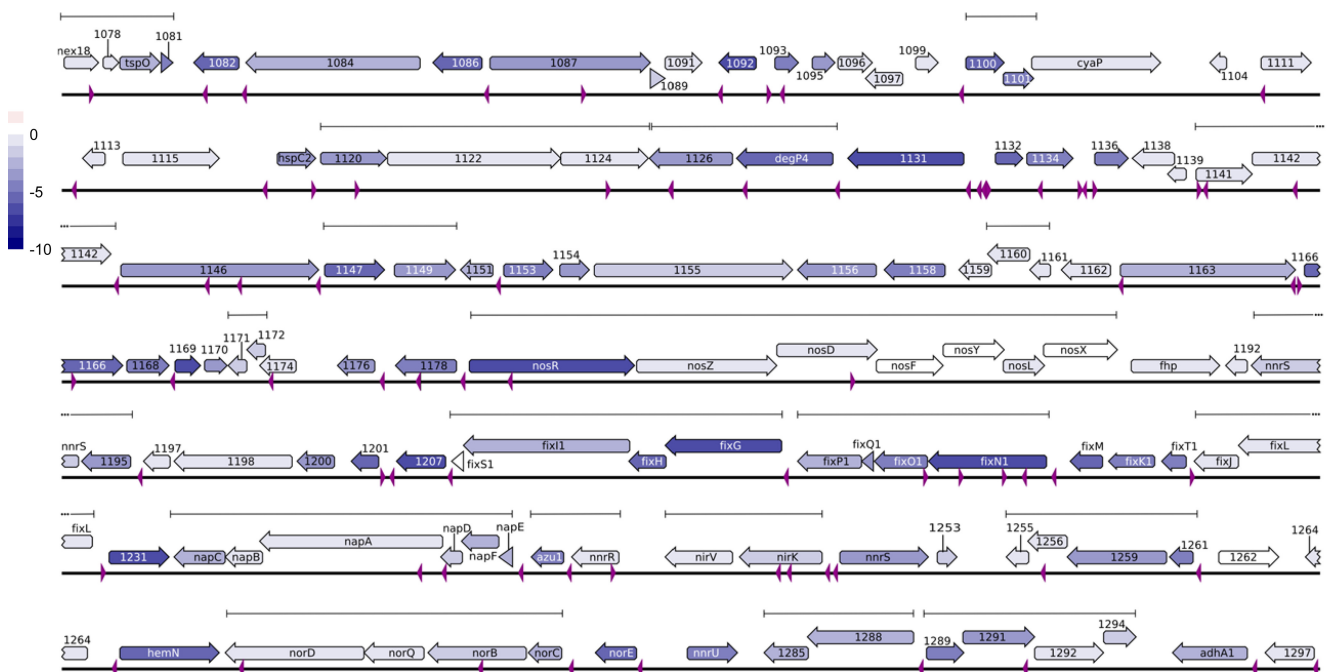 nex18 1078 tspO 1081 1082 1084 1086 1087 1089 1091 1092 1093 1095 1096 1097 1099 1100 1101 cyaP 1104 1111
0
-5
-10
1113 1115 hspC2 1120 1122 1124 1126 degP4 1131 1132 1134 1136 1138 1139 1141 1142
1142 1146 1147 1149 1151 1153 1154 1155 1156 1158 1159 1160 1161 1162 1163 1166
1166 1168 1169 1170 1171 1172 1174 1176 1178 nosR nosZ nosD nosF nosY nosL nosX fhp 1192 nnrS
nnrS 1195 1197 1198 1200 1201 1207 fixS1 fixI1 fixH fixG fixP1 fixQ1 fixO1 fixN1 fixM fixK1 fixT1 fixJ fixL
fixL 1231 napC napB napA napD napF napE azu1 nnrR nirV nirK nnrS 1253 1255 1256 1259 1261 1262 1264
1264 hemN norD norQ norB norC norE nnrU 1285 1288 1289 1291 1292 1294 adhA1 1297